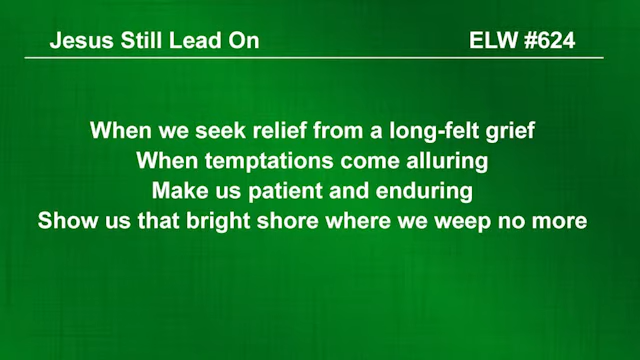 Jesus Still Lead On
ELW #624
When we seek relief from a long-felt grief
When temptations come alluring
Make us patient and enduring
Show us that bright shore where we weep no more